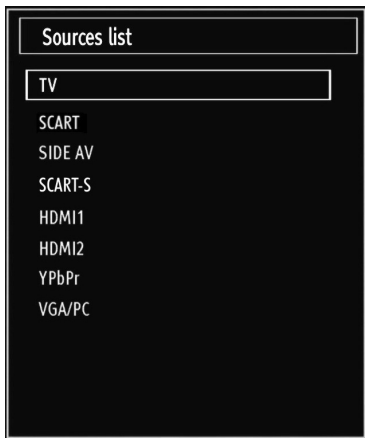 Sources list
TV
SCART
SIDE AV
SCART-S
HDMI1
HDMI2
YPbPr
VGA/PC